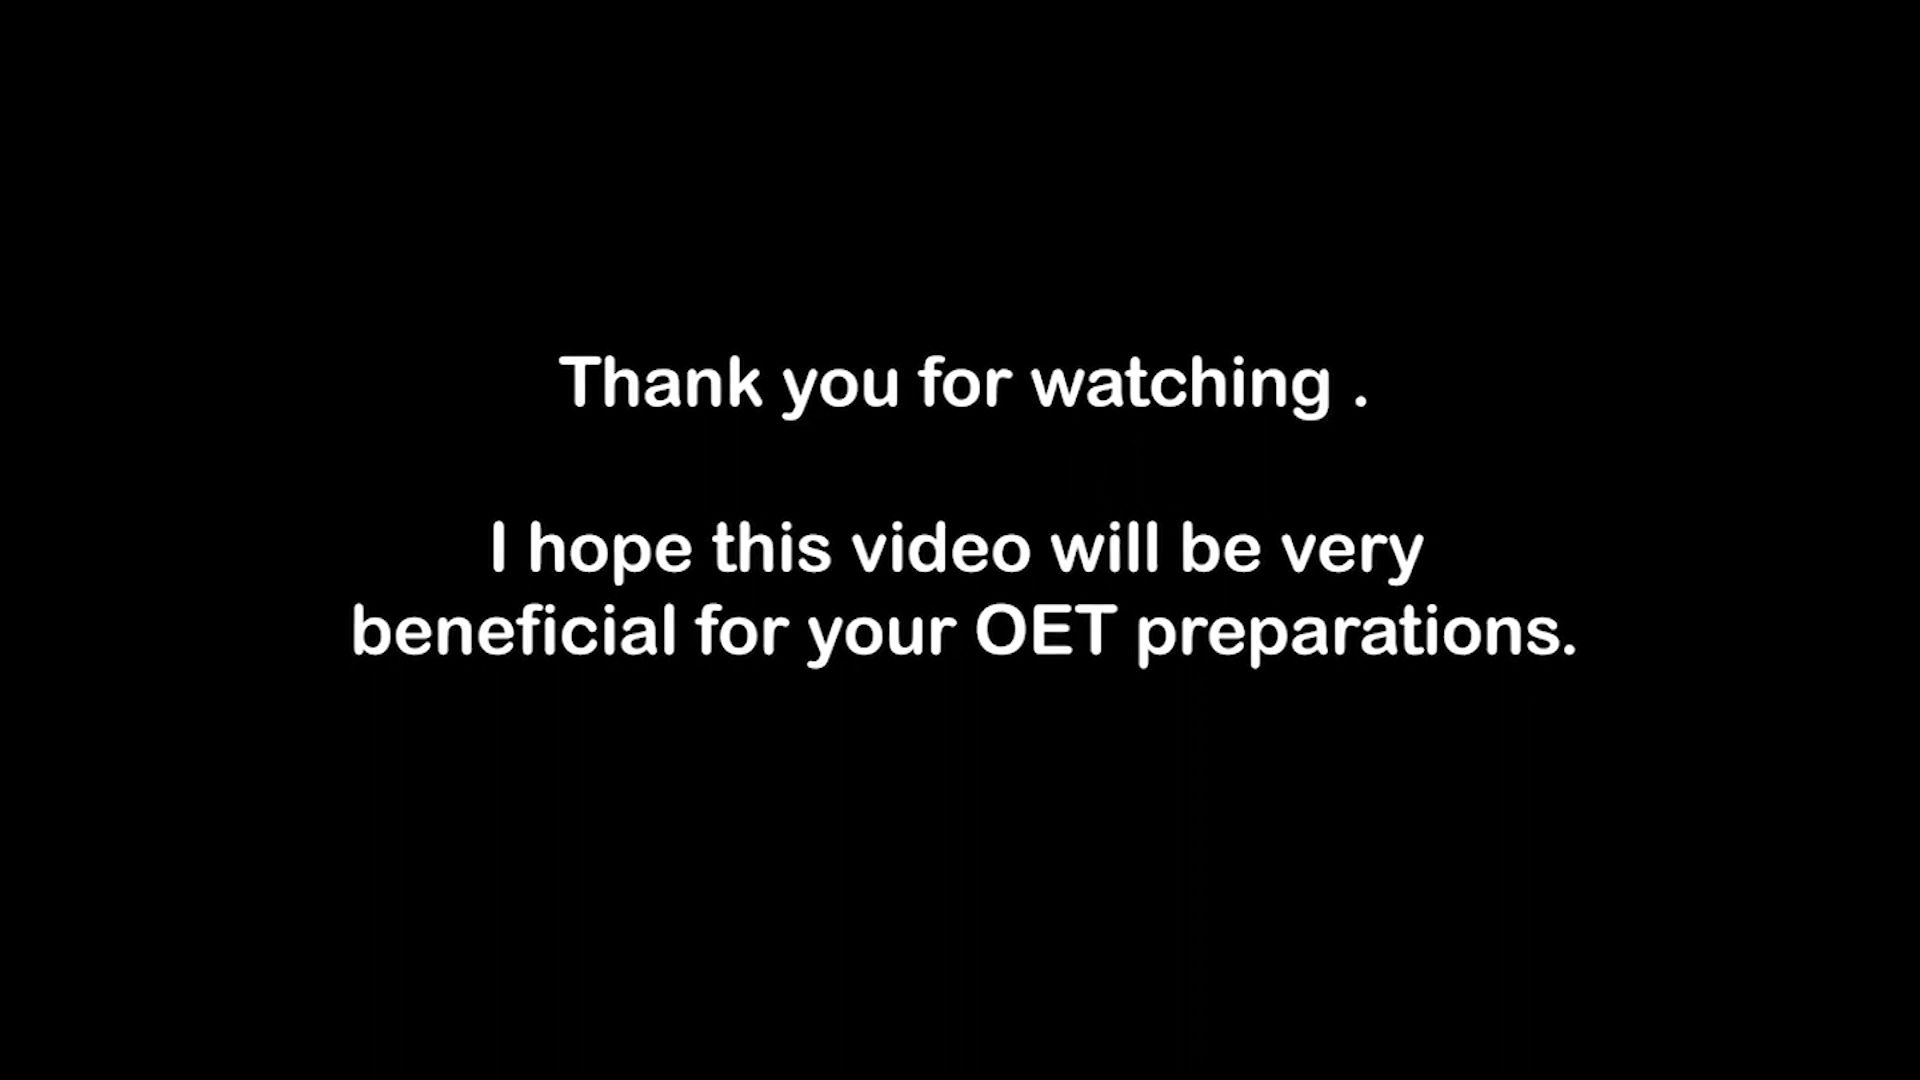 Thank you for watching .
I hope this video will be very
beneficial for your OET preparations.